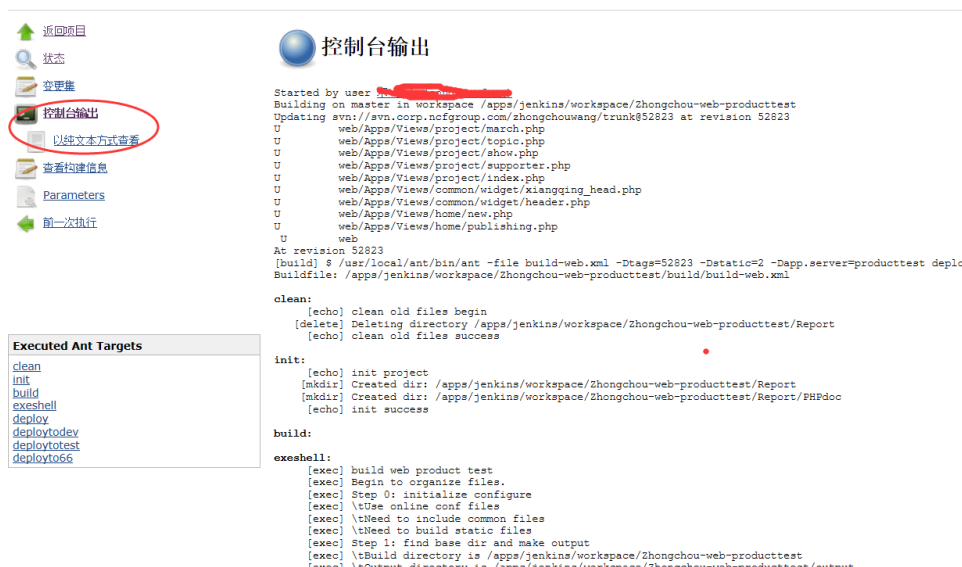 返回项目
状态
变更集
控制台输出
以纯文本方式查看
查看构建信息
Parameters
前一次执行
Executed Ant Targets
clean
init
build
exeshell
deploy
deploytodev
deploytotest
deployto66
控制台输出
Started by user
Building on master in workspace /apps/jenkins/workspace/Zhongchou-web-producttest
Updating svn://svn.corp.ncfgroup.com/zhongchouwang/trunk@52823 at revision 52823
U web/Apps/Views/project/march.php
U web/Apps/Views/project/topic.php
U web/Apps/Views/project/show.php
U web/Apps/Views/project/supporter.php
U web/Apps/Views/project/index.php
U web/Apps/Views/common/widget/xiangqing_head.php
U web/Apps/Views/common/widget/header.php
U web/Apps/Views/home/new.php
U web/Apps/Views/home/publishing.php
U web
At revision 52823
[build] $ /usr/local/ant/bin/ant -file build-web.xml -Dtags=52823 -Dstatic=2 -Dapp.server=producttest deplo
Buildfile: /apps/jenkins/workspace/Zhongchou-web-producttest/build/build-web.xml
clean:
[echo] clean old files begin
[delete] Deleting directory /apps/jenkins/workspace/Zhongchou-web-producttest/Report
[echo] clean old files success
init:
[echo] init project
[mkdir] Created dir: /apps/jenkins/workspace/Zhongchou-web-producttest/Report
[mkdir] Created dir: /apps/jenkins/workspace/Zhongchou-web-producttest/Report/PHPdoc
[echo] init success
build:
exeshell:
[exec] build web product test
[exec] Begin to organize files.
[exec] Step 0: initialize configure
[exec] \tUse online conf files
[exec] \tNeed to include common files
[exec] \tNeed to build static files
[exec] Step 1: find base dir and make output
[exec] \tBuild directory is /apps/jenkins/workspace/Zhongchou-web-producttest
[exec] \tOutput directory is /apps/jenkins/workspace/Zhongchou-web-producttest/output